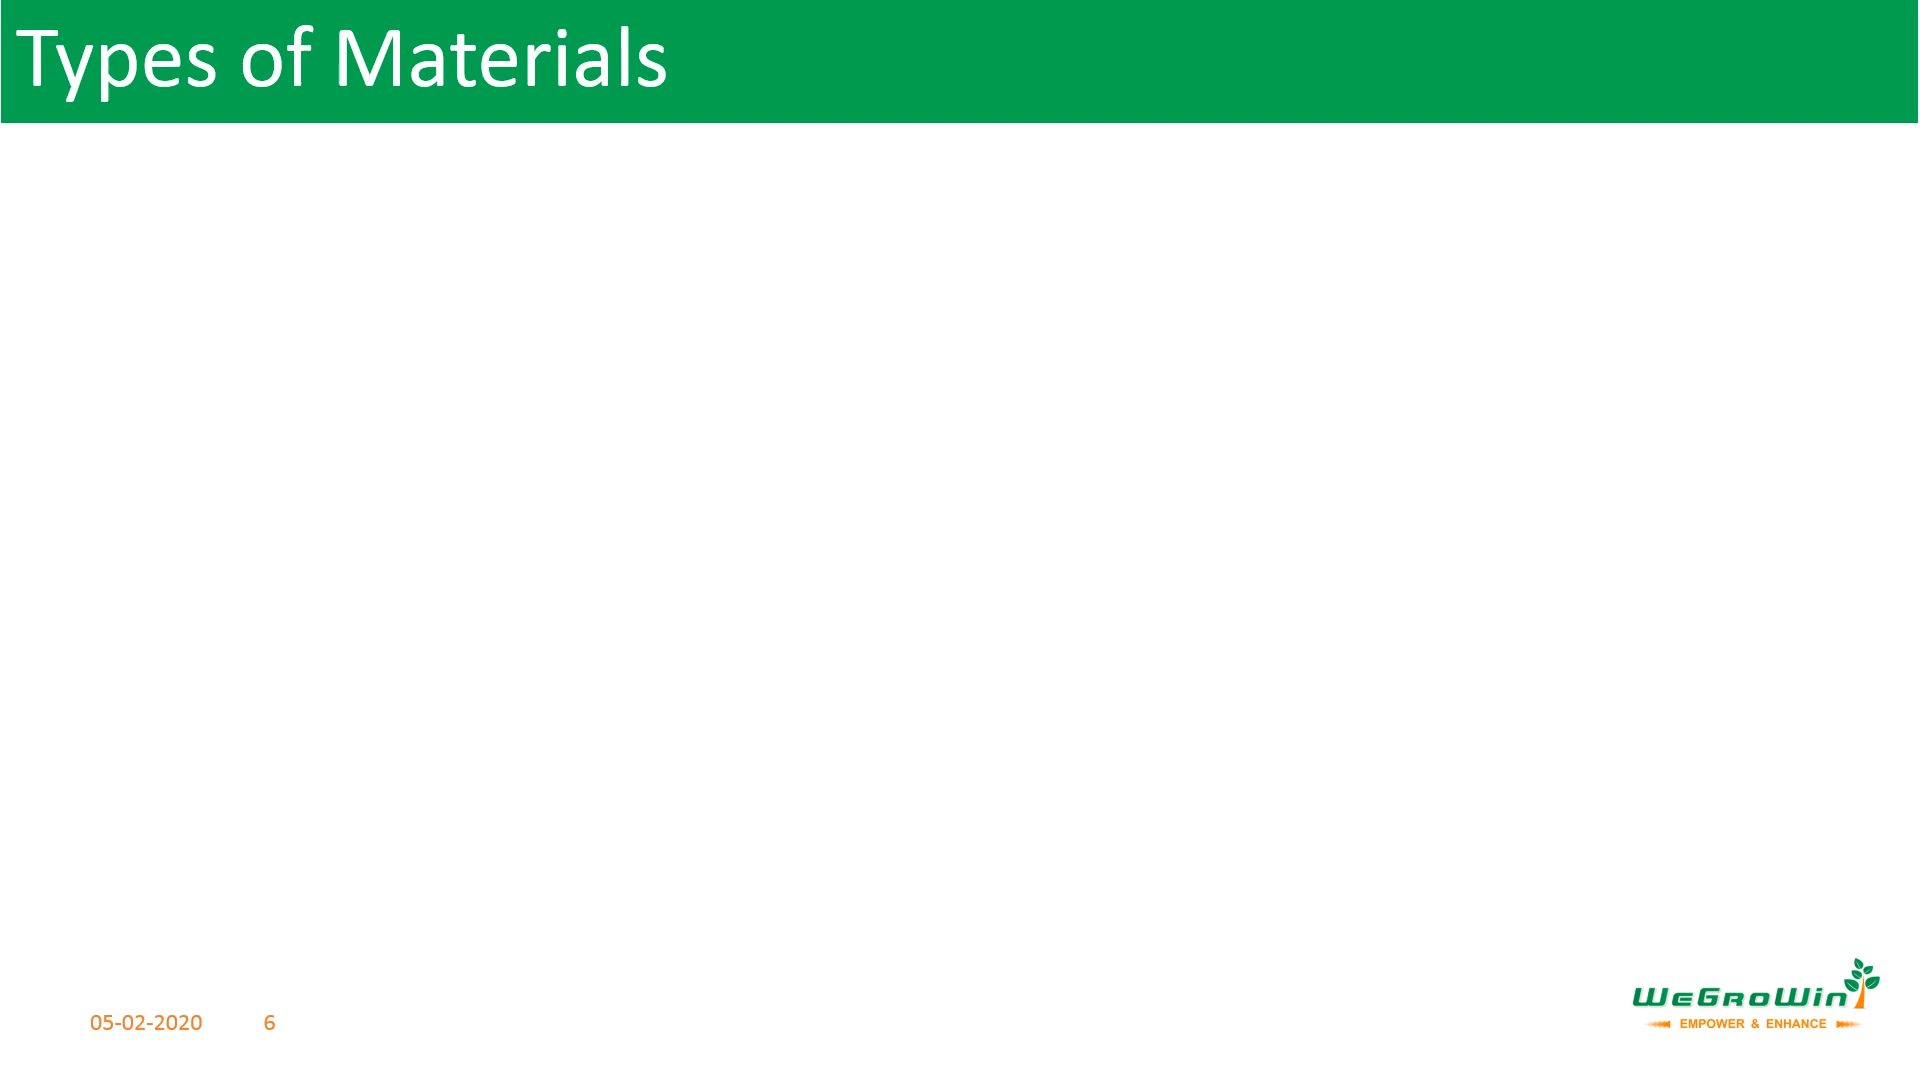 Types of Materials
05-02-2020 6
WeGroWin
EMPOWER & ENHANCE